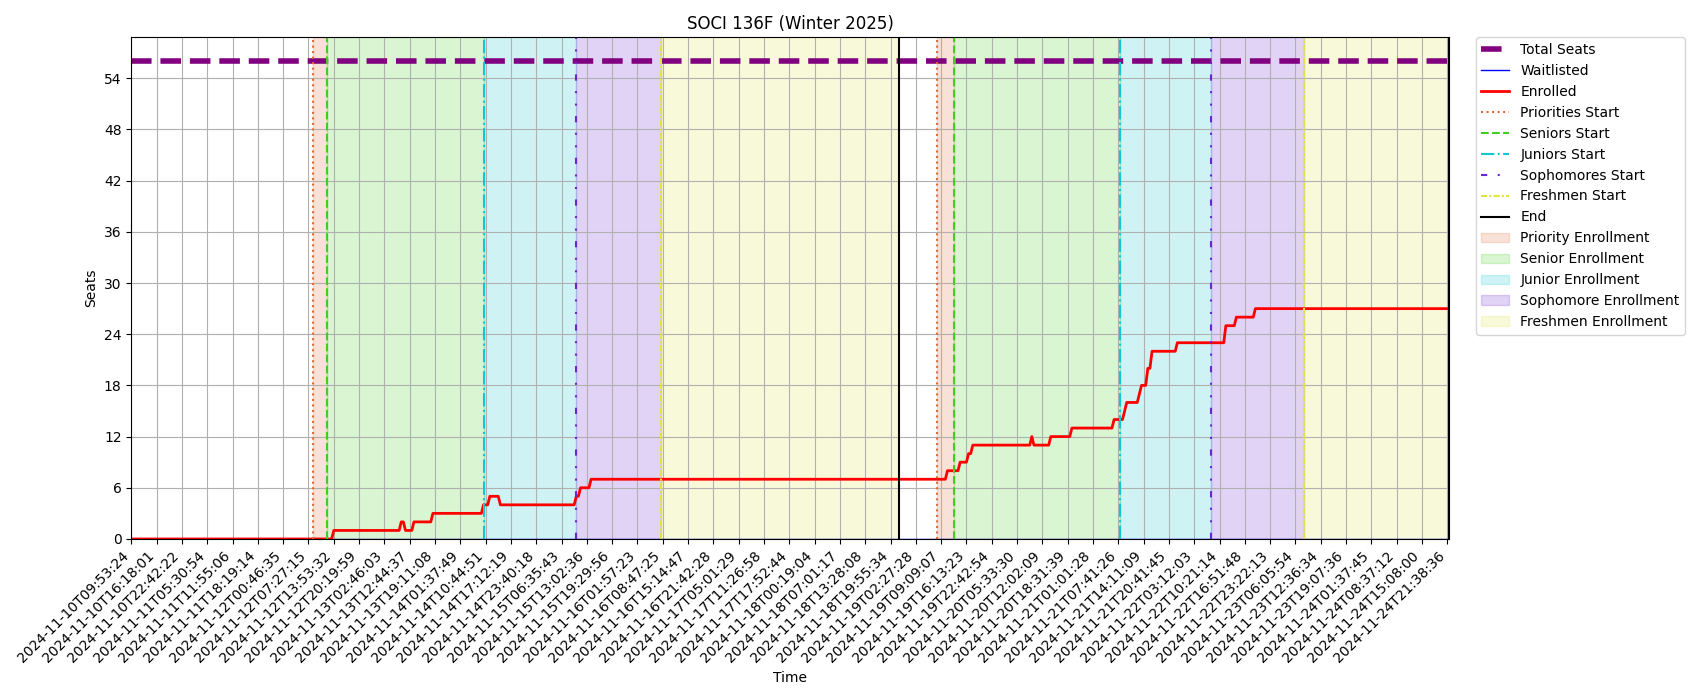 SOCI 136F (Winter 2025)
Seats
54
48
42
36
30
24
18
12
6
0
2024-11-10T09:53:24
2024-11-10T16:18:01
2024-11-10T22:42:22
2024-11-11T05:30:54
2024-11-11T11:55:06
2024-11-11T18:19:14
2024-11-12T00:46:35
2024-11-12T07:27:15
2024-11-12T13:53:32
2024-11-12T20:19:59
2024-11-13T02:46:03
2024-11-13T12:44:37
2024-11-13T19:11:08
2024-11-14T01:37:49
2024-11-14T10:44:51
2024-11-14T17:12:19
2024-11-14T23:40:18
2024-11-15T06:35:43
2024-11-15T13:02:36
2024-11-15T19:29:56
2024-11-16T01:57:23
2024-11-16T08:47:25
2024-11-16T15:14:47
2024-11-16T21:42:28
2024-11-17T05:01:29
2024-11-17T11:26:58
2024-11-17T17:52:44
2024-11-18T00:19:04
2024-11-18T07:01:17
2024-11-18T13:28:08
2024-11-18T19:55:34
2024-11-19T02:27:28
2024-11-19T09:09:07
2024-11-19T16:13:23
2024-11-19T22:42:54
2024-11-20T05:33:30
2024-11-20T12:02:09
2024-11-20T18:31:39
2024-11-21T01:01:28
2024-11-21T07:41:26
2024-11-21T14:11:09
2024-11-21T20:41:45
2024-11-22T03:12:03
2024-11-22T10:21:14
2024-11-22T16:51:48
2024-11-22T23:22:13
2024-11-23T06:05:54
2024-11-23T12:36:34
2024-11-23T19:07:36
2024-11-24T01:37:45
2024-11-24T08:37:12
2024-11-24T15:08:00
2024-11-24T21:38:36
Time
Total Seats
Waitlisted
Enrolled
Priorities Start
Seniors Start
Juniors Start
Sophomores Start
Freshmen Start
End
Priority Enrollment
Senior Enrollment
Junior Enrollment
Sophomore Enrollment
Freshmen Enrollment